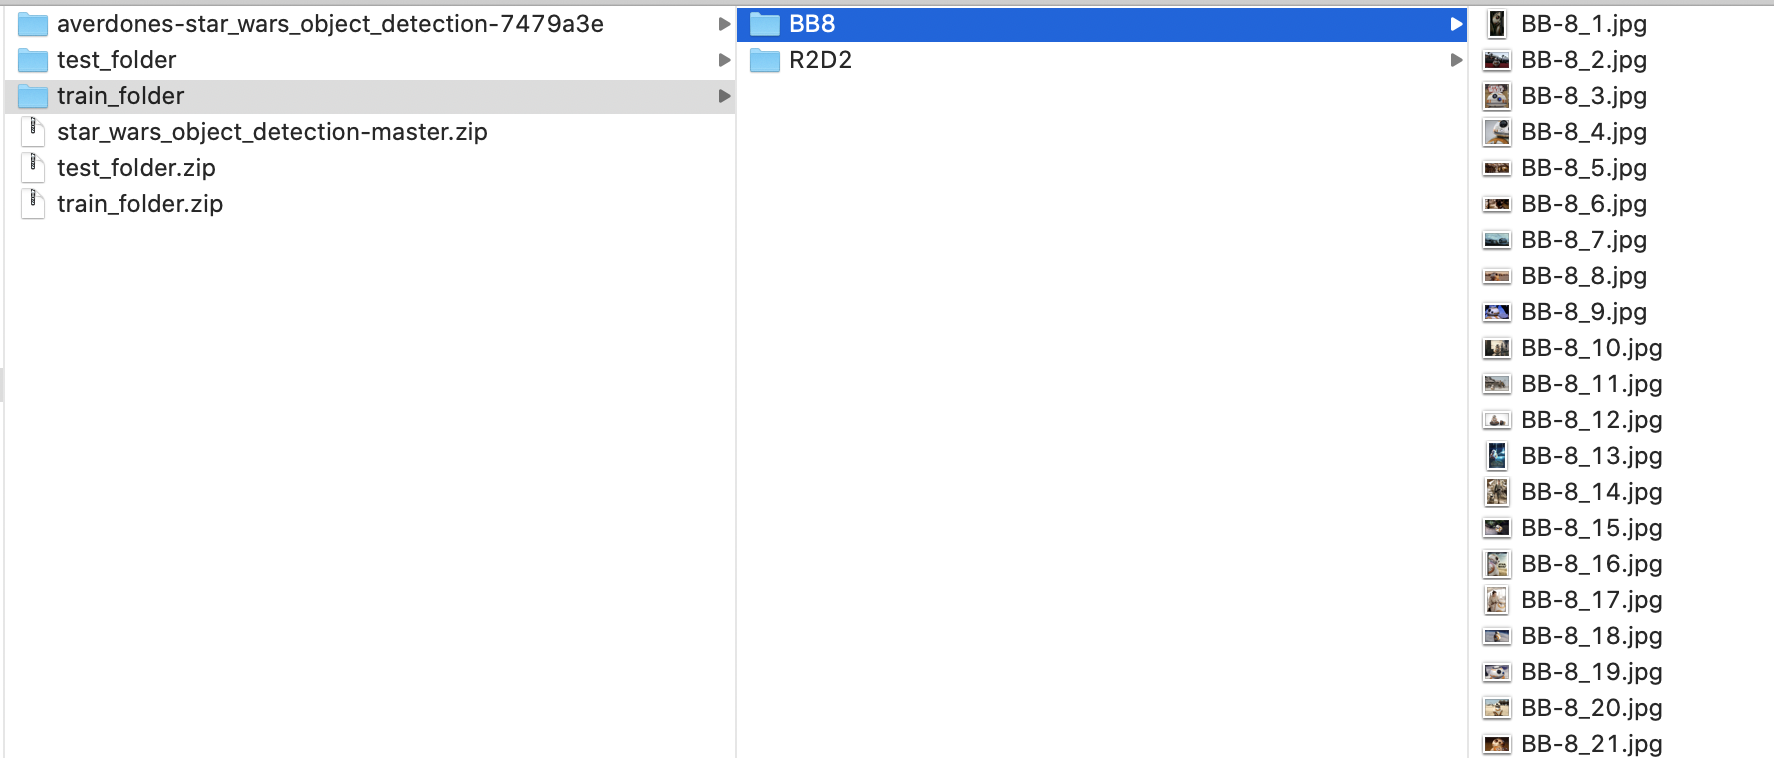 averdones-star_wars_object_detection-7479a3e
test_folder
train_folder
star_wars_object_detection-master.zip
test_folder.zip
train_folder.zip
BB8
R2D2
BB-8_1.jpg
BB-8_2.jpg
BB-8_3.jpg
BB-8_4.jpg
BB-8_5.jpg
BB-8_6.jpg
BB-8_7.jpg
BB-8_8.jpg
BB-8_9.jpg
BB-8_10.jpg
BB-8_11.jpg
BB-8_12.jpg
BB-8_13.jpg
BB-8_14.jpg
BB-8_15.jpg
BB-8_16.jpg
BB-8_17.jpg
BB-8_18.jpg
BB-8_19.jpg
BB-8_20.jpg
BB-8_21.jpg